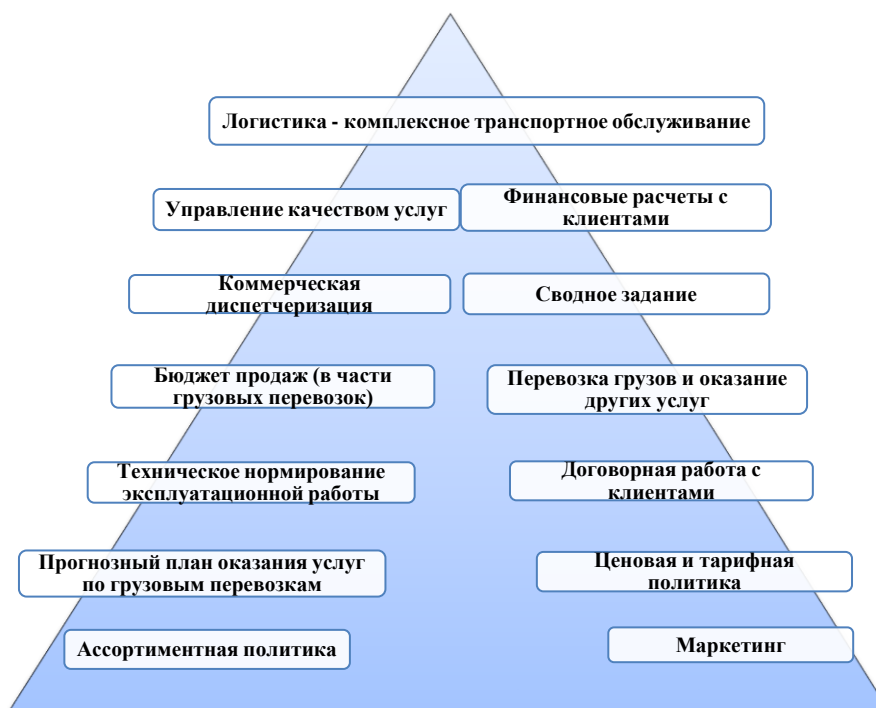 Логистика - комплексное транспортное обслуживание
Управление качеством услуг
Финансовые расчеты с
клиентами
Коммерческая
диспетчеризация
Сводное задание
Бюджет продаж (в части
грузовых перевозок)
Перевозка грузов и оказание
других услуг
Техническое нормирование
эксплуатационной работы
Договорная работа с
клиентами
Прогнозный план оказания услуг
по грузовым перевозкам
Ценовая и тарифная
политика
Ассортиментная политика
Маркетинг